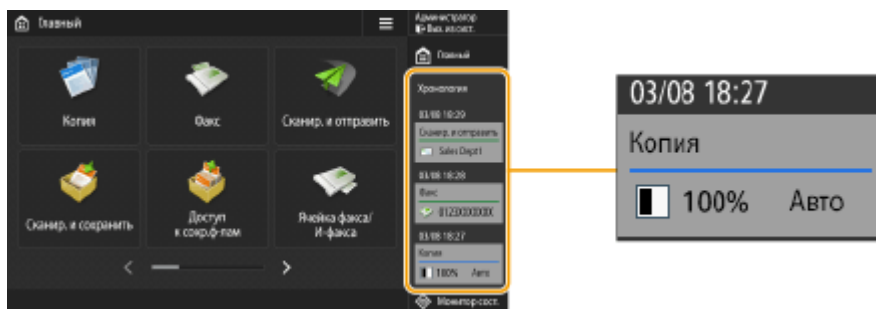 Главный
Копия
Факс
Сканир. и отправить
Сканир. и сохранить
Доступ
к сохр.ф-лам
Ячейка факса/
И-факса
Администратор
Вых. из сист.
Главный
Хронология
03/08 18:29
Сканир. и отправить
Sales Dept1
03/08 18:28
Факс
012XXXXXXX
03/08 18:27
Копия
100% Авто
Монитор сост.
03/08 18:27
Копия
100% Авто